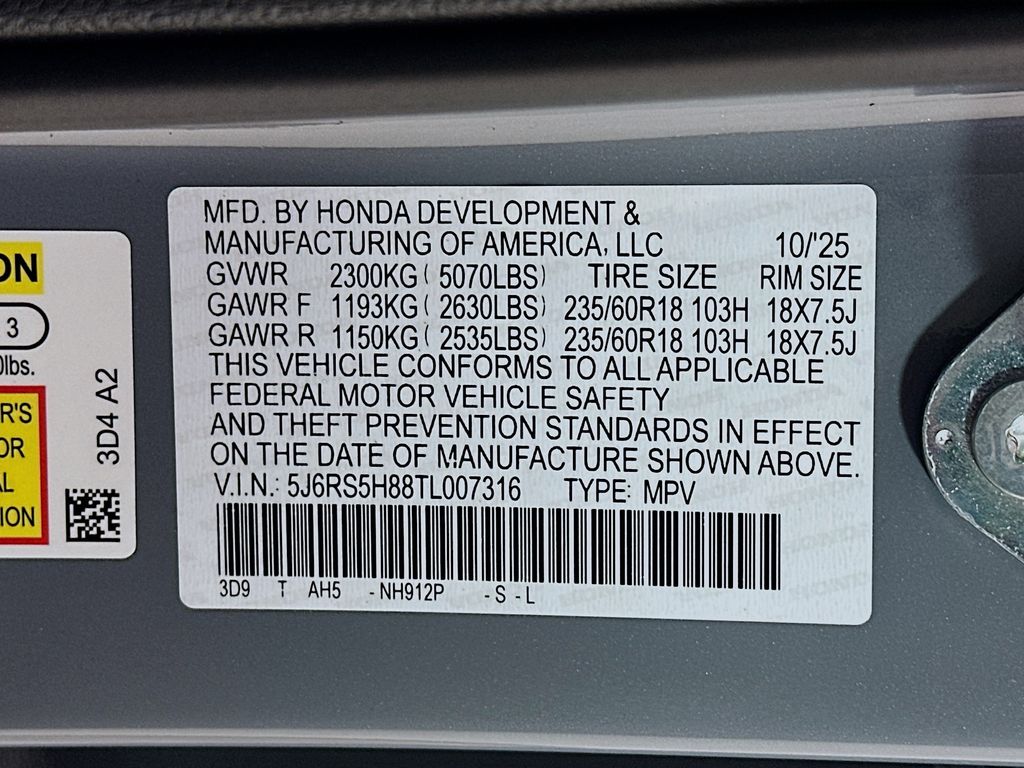 MFD. BY HONDA DEVELOPMENT &
MANUFACTURING OF AMERICA, LLC 10/'25
GVWR 2300KG ( 5070LBS) TIRE SIZE RIM SIZE
GAWR F 1193KG ( 2630LBS) 235/60R18 103H 18X7.5J
GAWR R 1150KG ( 2535LBS) 235/60R18 103H 18X7.5J
THIS VEHICLE CONFORMS TO ALL APPLICABLE
FEDERAL MOTOR VEHICLE SAFETY
AND THEFT PREVENTION STANDARDS IN EFFECT
ON THE DATE OF MANUFACTURE SHOWN ABOVE.
V.I.N.: 5J6RS5H88TL007316 TYPE: MPV
3D9 T AH5 - NH912P - S - L
ON
3
0lbs.
R'S
OR
AL
ION
3D4 A2